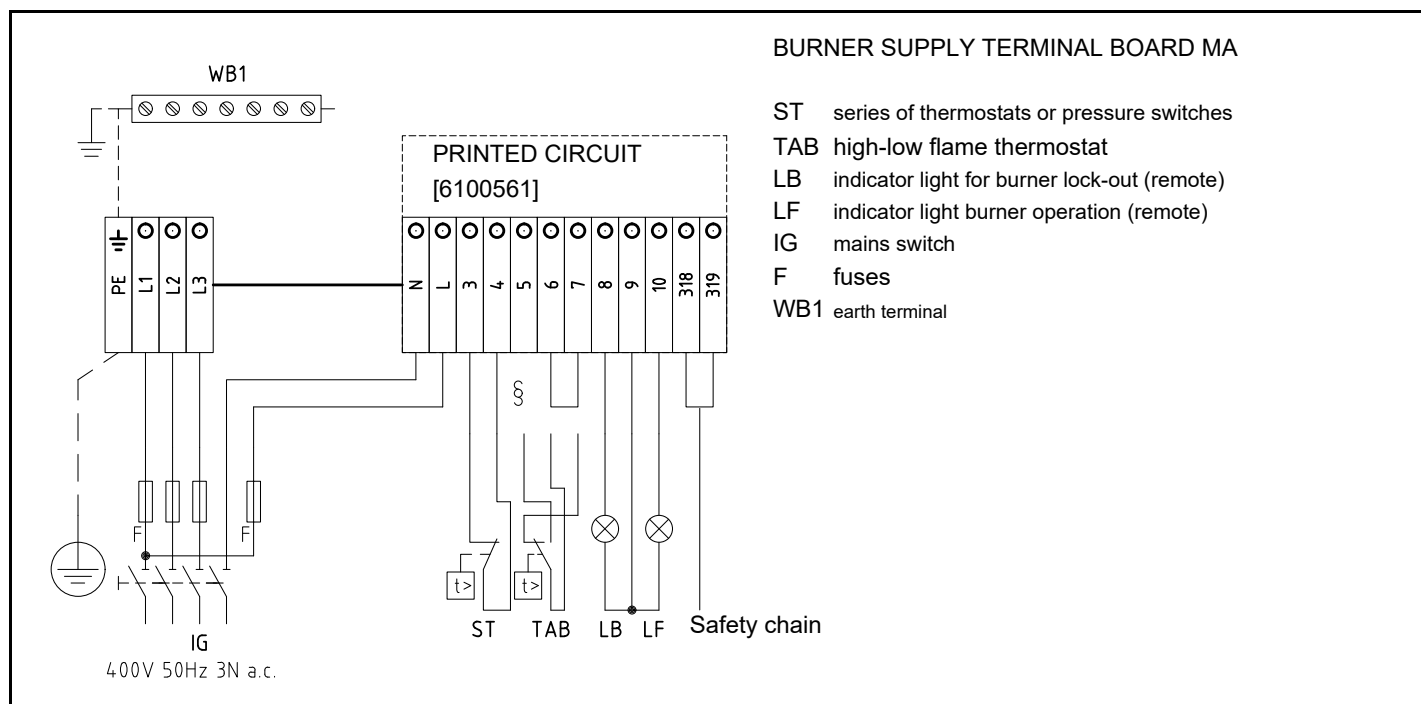 BURNER SUPPLY TERMINAL BOARD MA
WB1
ST series of thermostats or pressure switches
TAB high-low flame thermostat
LB indicator light for burner lock-out (remote)
LF indicator light burner operation (remote)
IG mains switch
F fuses
WB1 earth terminal
PRINTED CIRCUIT
[6100561]
PE L1 L2 L3 N L 3 4 5 6 7 8 9 10 318 319
§
F F
t> t>
ST TAB LB LF Safety chain
IG
400V 50Hz 3N a.c.